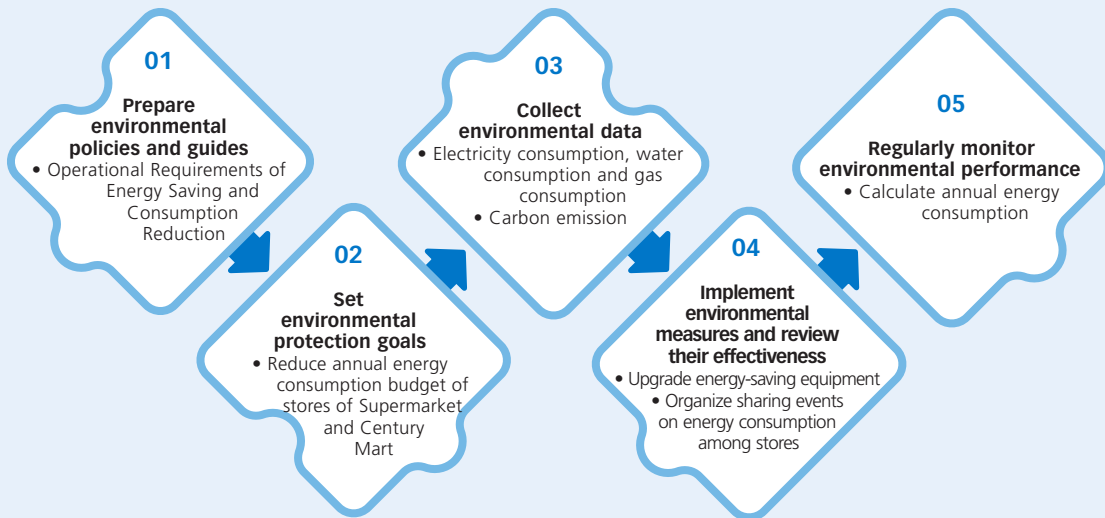 01
Prepare
environmental
policies and guides
• Operational Requirements of
Energy Saving and
Consumption
Reduction
02
Set
environmental
protection goals
• Reduce annual energy
consumption budget of
stores of Supermarket
and Century
Mart
03
Collect
environmental data
• Electricity consumption, water
consumption and gas
consumption
• Carbon emission
04
Implement
environmental
measures and review
their effectiveness
• Upgrade energy-saving equipment
• Organize sharing events
on energy consumption
among stores
05
Regularly monitor
environmental performance
• Calculate annual energy
consumption